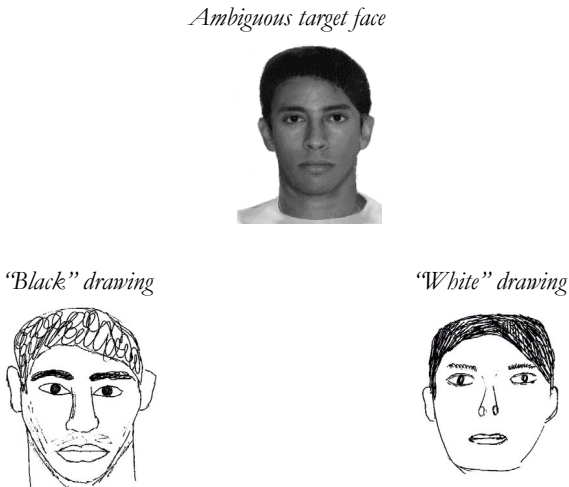 Ambiguous target face
“Black” drawing
“White” drawing